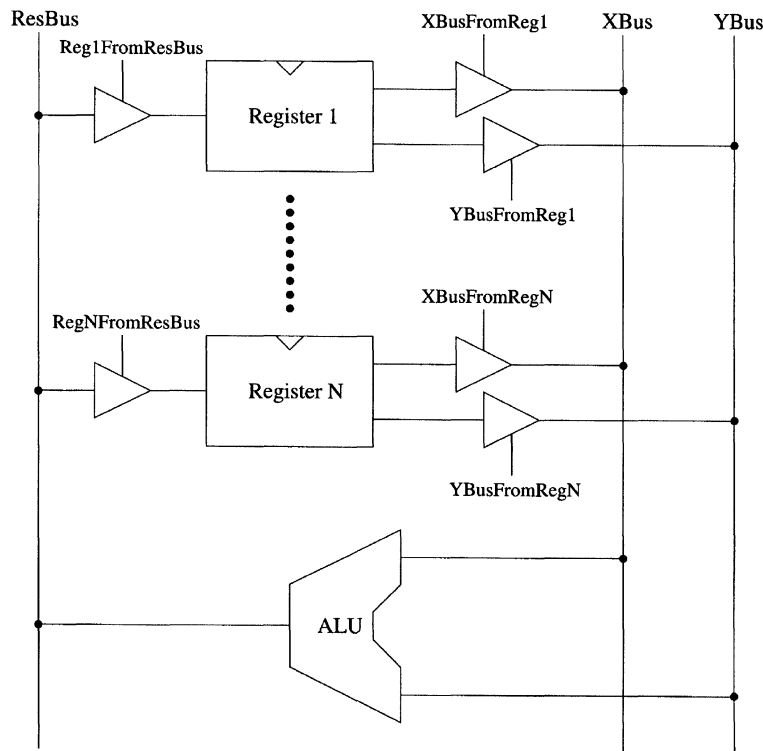 ResBus
XBusFromReg1
XBus
YBus
Reg1FromResBus
Register 1
YBusFromReg1
XBusFromRegN
RegNFromResBus
Register N
YBusFromRegN
ALU